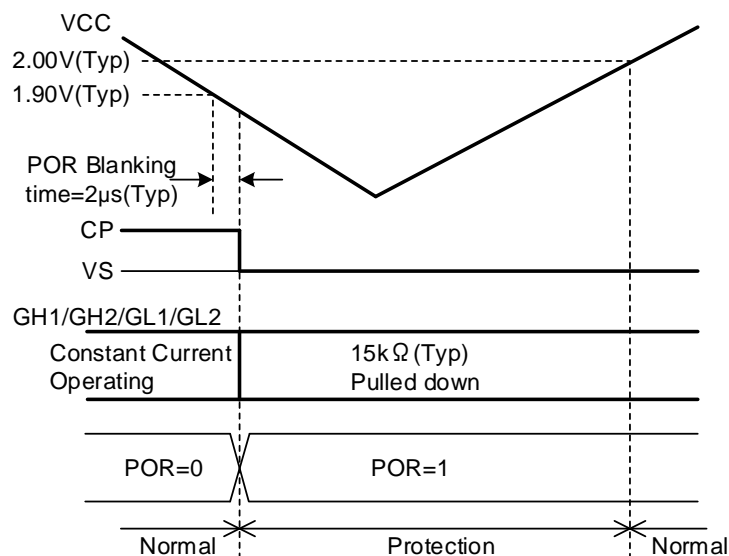 VCC
2.00V(Typ)
1.90V(Typ)
POR Blanking
time=2µs(Typ)
CP
VS
GH1/GH2/GL1/GL2
Constant Current
Operating
15kΩ(Typ)
Pulled down
POR=0
POR=1
Normal
Protection
Normal